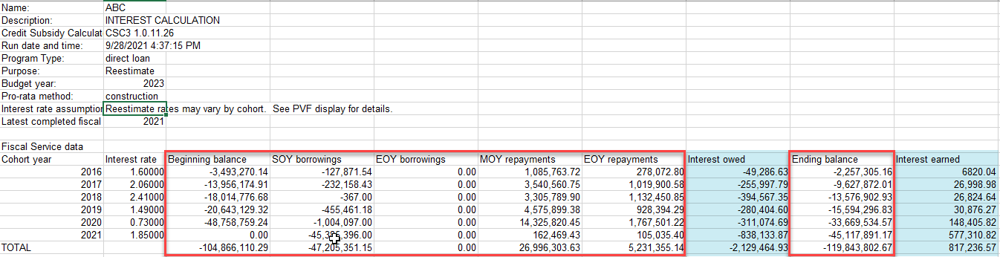 Name: ABC
Description: INTEREST CALCULATION
Credit Subsidy Calculat CSC3 1.0.11.26
Run date and time: 9/28/2021 4:37:15 PM
Program Type: direct loan
Purpose: Reestimate
Budget year: 2023
Pro-rata method: construction
Interest rate assumption Reestimate rates may vary by cohort. See PVF display for details.
Latest completed fiscal 2021
Fiscal Service data
Cohort year Interest rate Beginning balance SOY borrowings EOY borrowings MOY repayments EOY repayments Interest owed Ending balance Interest earned
2016 1.60000 -3,493,270.14 -127,871.54 0.00 1,085,763.72 278,072.80 -49,286.63 -2,257,305.16 6820.04
2017 2.06000 -13,956,174.91 -232,158.43 0.00 3,540,560.75 1,019,900.58 -255,997.79 -9,627,872.01 26,998.98
2018 2.41000 -18,014,776.68 -367.00 0.00 3,305,789.90 1,132,450.85 -394,567.35 -13,576,902.93 26,824.64
2019 1.49000 -20,643,129.32 -455,461.18 0.00 4,575,899.38 928,394.29 -280,404.60 -15,594,296.83 30,876.27
2020 0.73000 -48,758,759.24 -1,004,097.00 0.00 14,325,820.45 1,767,501.22 -311,074.69 -33,669,534.57 148,405.82
2021 1.85000 0.00 0.00 162,469.43 105,035.40 -838,133.87 -45,117,891.17 577,310.82
TOTAL -104,866,110.29 -47,205,351.15 0.00 26,996,303.63 5,231,355.14 -2,129,464.93 -119,843,802.67 817,236.57